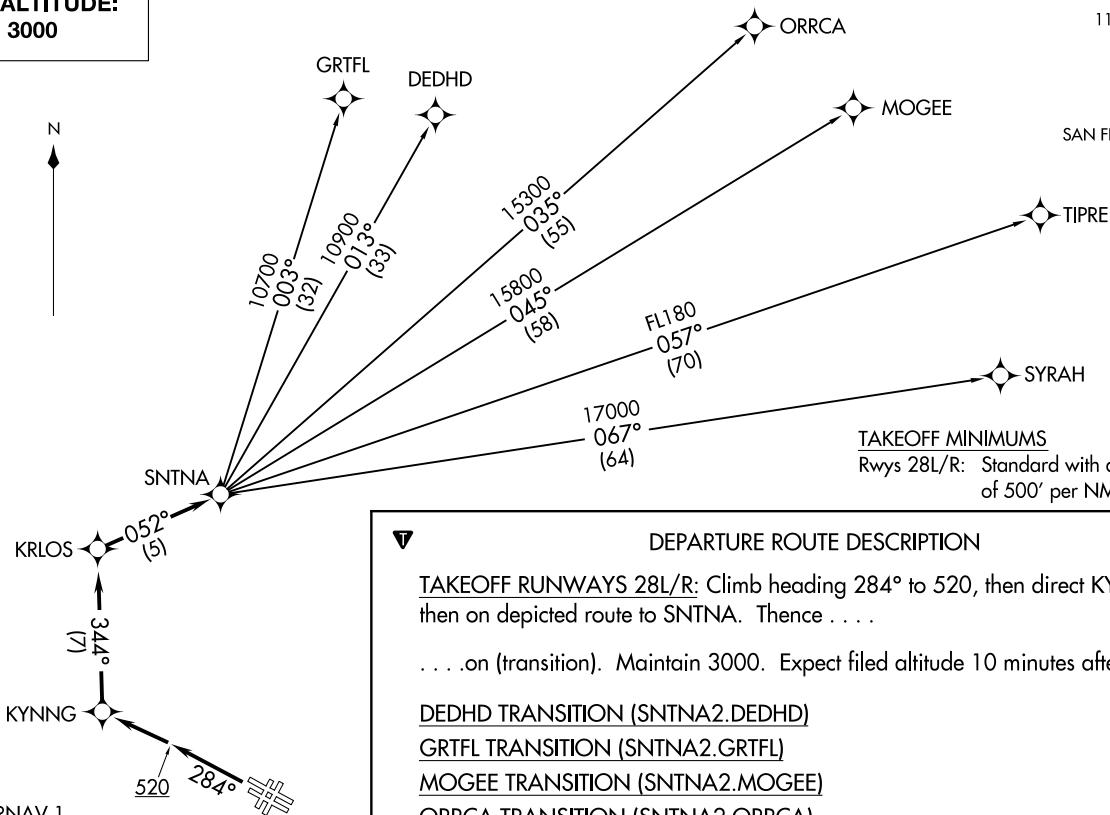 ALTITUDE:
3000
ORRCA
11
GRTFL
DEDHD
MOGEE
N
SAN F
15300
035°
(55)
TIPRE
10900
013°
(33)
10700
003°
(32)
15800
045°
(58)
FL180
057°
(70)
SYRAH
17000
067°
(64)
TAKEOFF MINIMUMS
Rwys 28L/R: Standard with
of 500' per NM
SNTNA
052°
(5)
KRLOS
344°
(7)
KYNNG
520
284°
RNAV 1
T
DEPARTURE ROUTE DESCRIPTION
TAKEOFF RUNWAYS 28L/R: Climb heading 284° to 520, then direct KY
then on depicted route to SNTNA. Thence . . . .
. . . .on (transition). Maintain 3000. Expect filed altitude 10 minutes afte
DEDHD TRANSITION (SNTNA2.DEDHD)
GRTFL TRANSITION (SNTNA2.GRTFL)
MOGEE TRANSITION (SNTNA2.MOGEE)
ORRCA TRANSITION (SNTNA2.ORRCA)